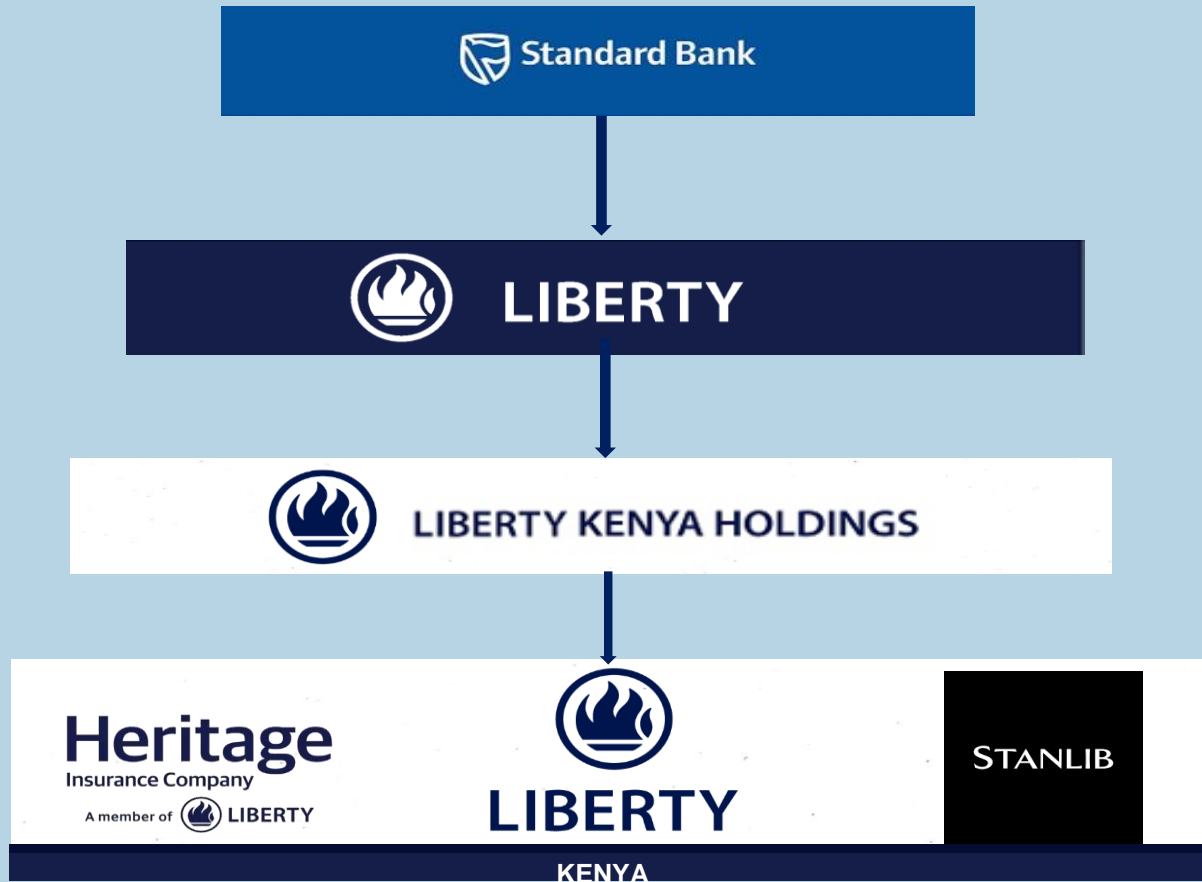 Standard Bank
LIBERTY
LIBERTY KENYA HOLDINGS
Heritage
Insurance Company
A member of LIBERTY
LIBERTY
STANLIB
KENYA